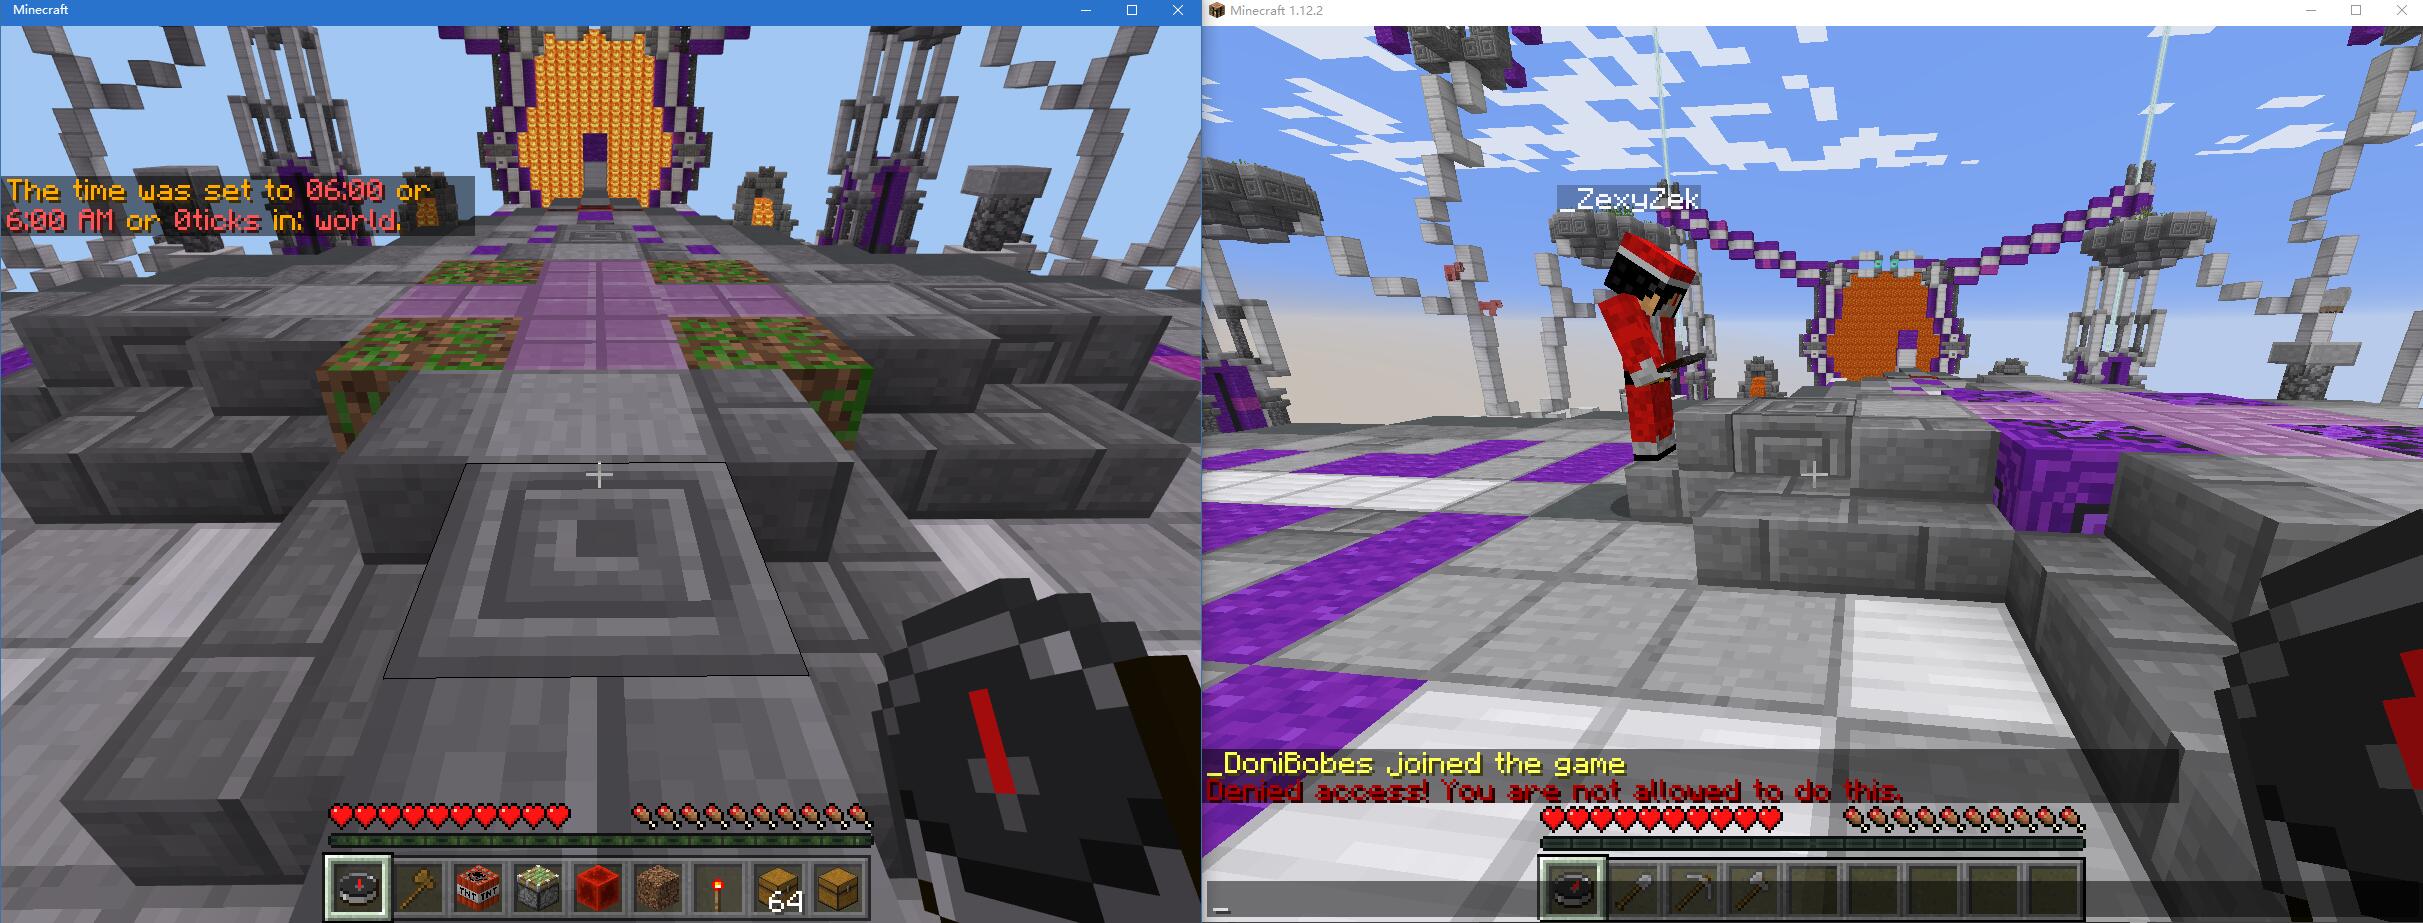 Minecraft
Minecraft 1.12.2
The time was set to 06:00 or
6:00 AM or 0ticks in: world.
_ZexyZek
_DoniBobes joined the game
Denied access! You are not allowed to do this.
TNT
64
_